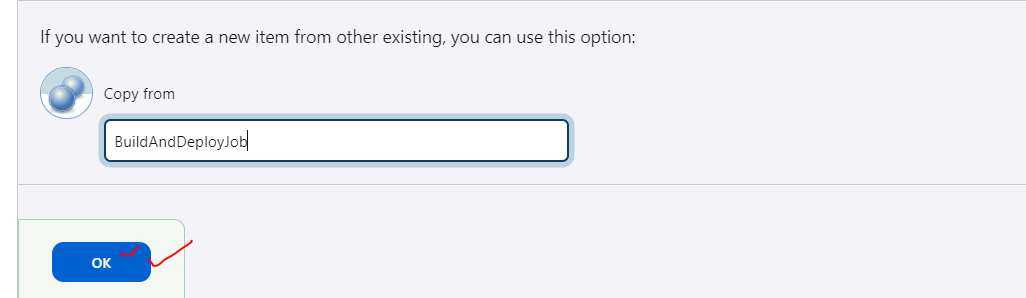 If you want to create a new item from other existing, you can use this option:
Copy from
BuildAndDeployJob
OK